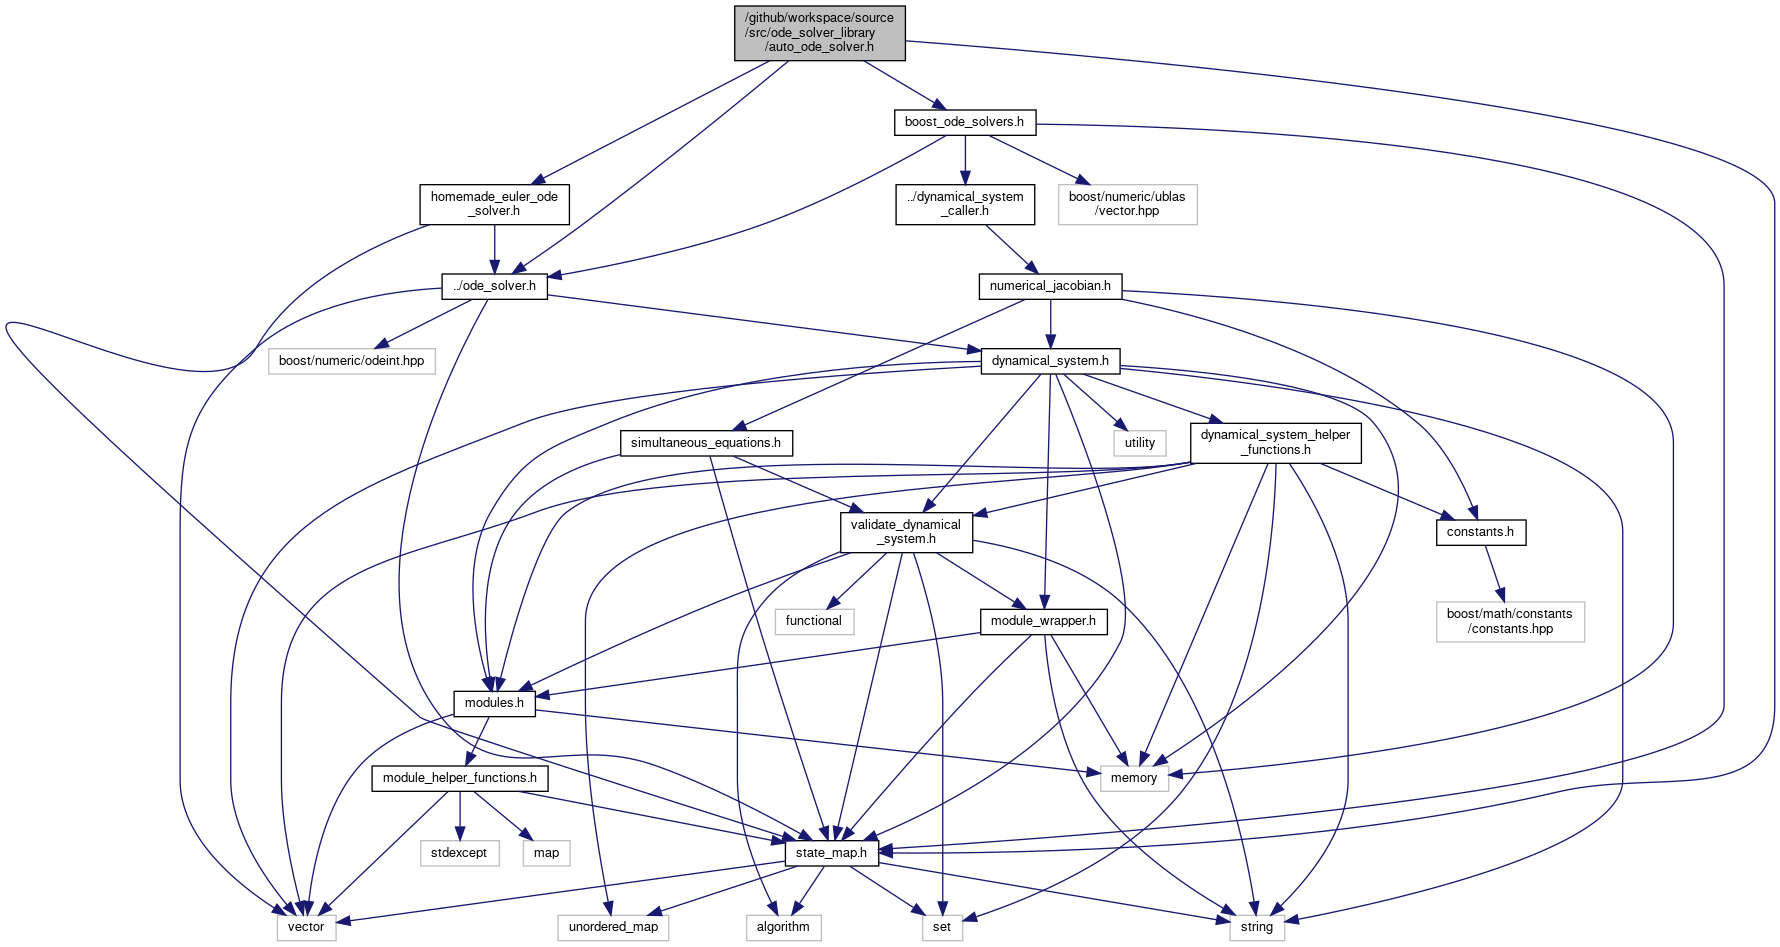 /github/workspace/source
/src/ode_solver_library
/auto_ode_solver.h
boost_ode_solvers.h
homemade_euler_ode
_solver.h
../dynamical_system
_caller.h
boost/numeric/ublas
/vector.hpp
../ode_solver.h
numerical_jacobian.h
boost/numeric/odeint.hpp
dynamical_system.h
simultaneous_equations.h
utility
dynamical_system_helper
_functions.h
validate_dynamical
_system.h
constants.h
functional
module_wrapper.h
boost/math/constants
/constants.hpp
modules.h
module_helper_functions.h
memory
stdexcept
map
state_map.h
vector
unordered_map
algorithm
set
string